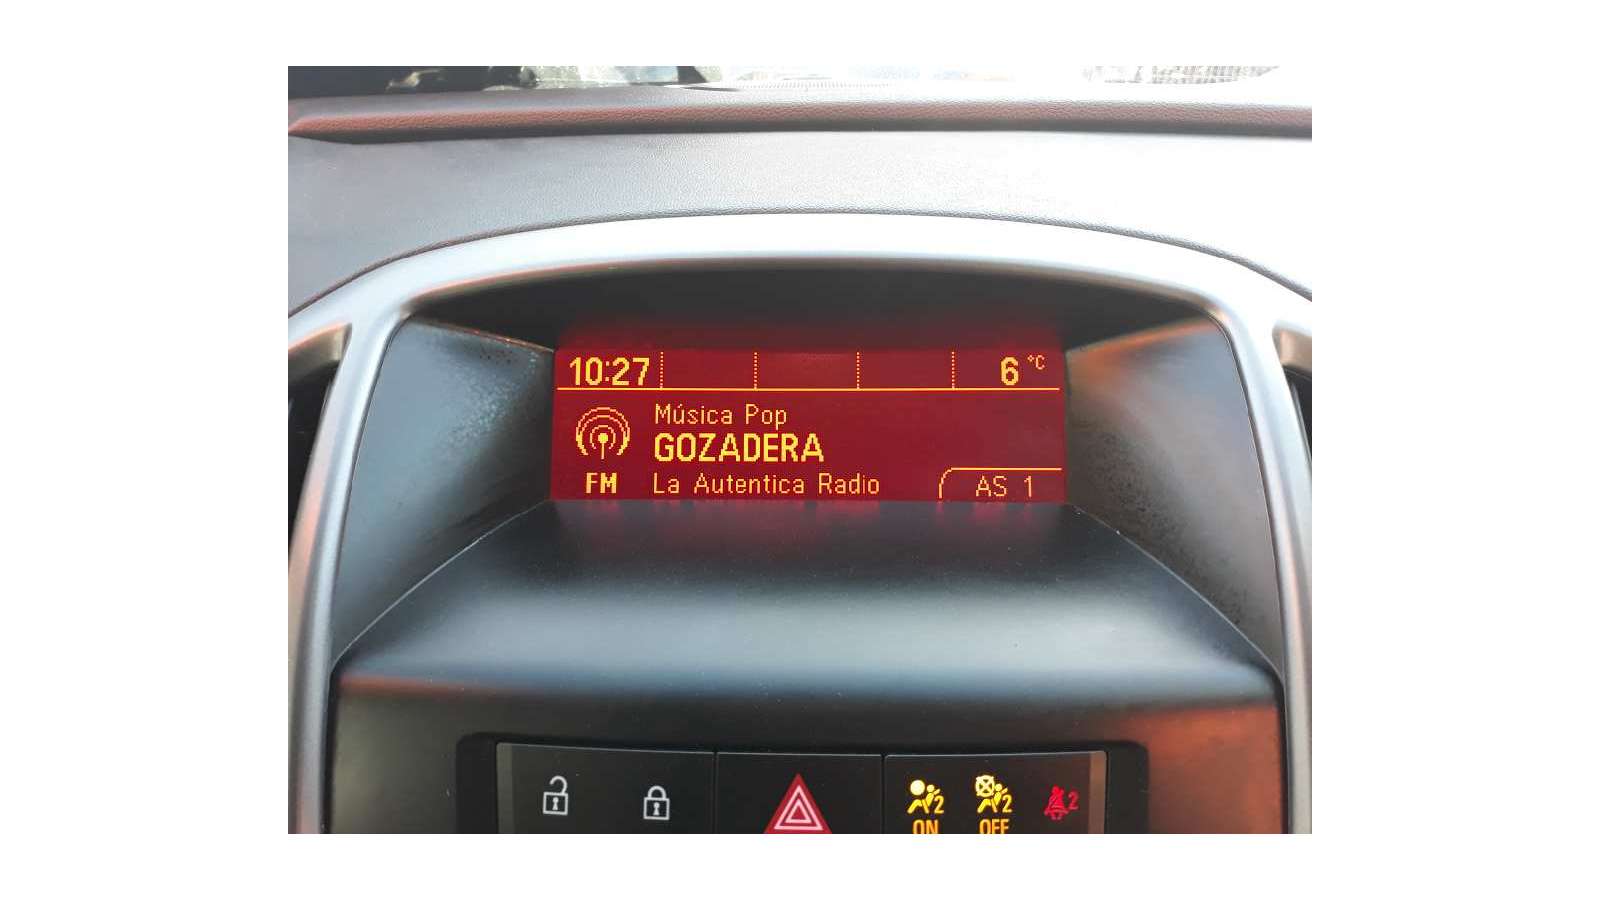 10:27 6 °C
Música Pop
GOZADERA
FM La Autentica Radio AS 1
2 2 2
ON OFF